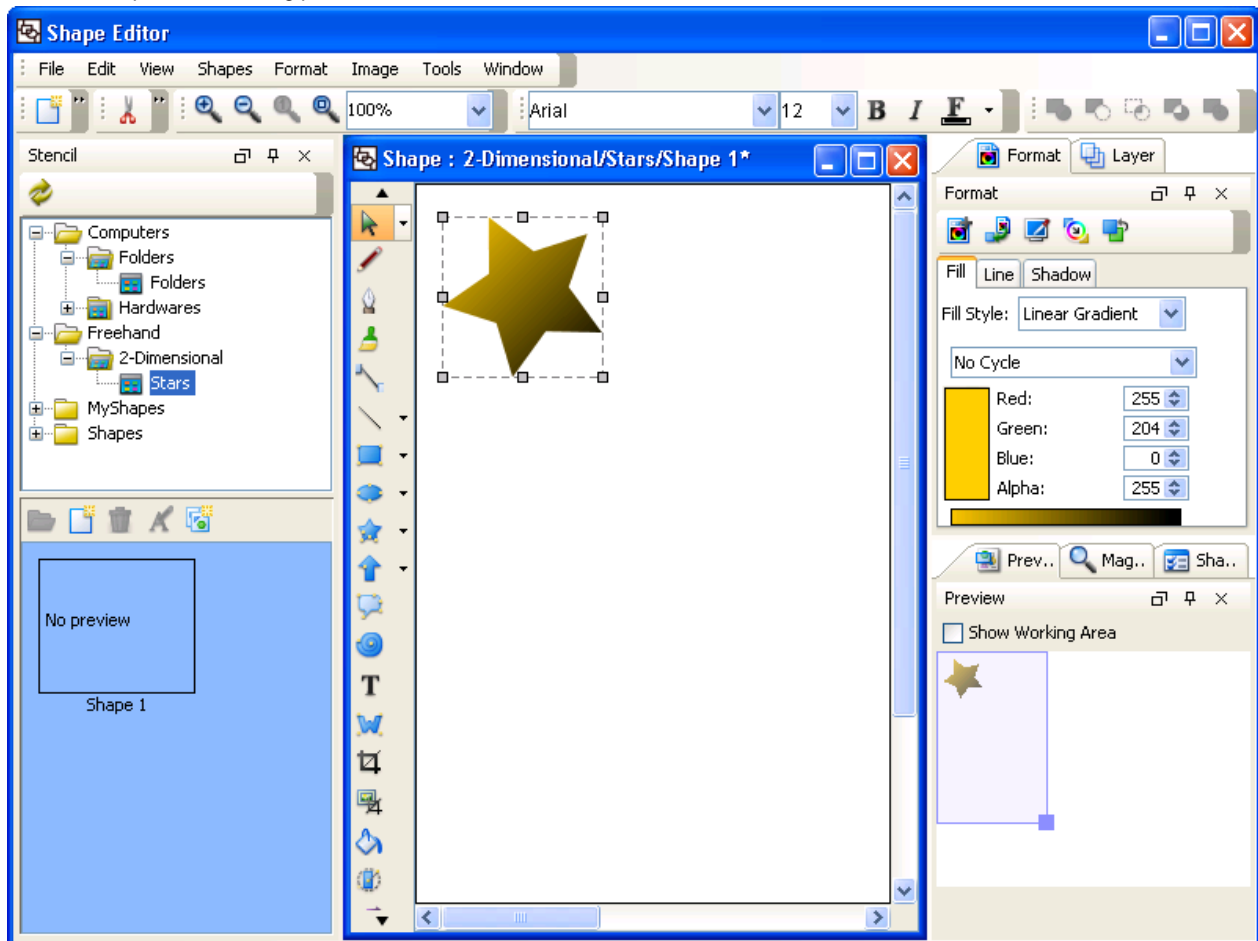 Shape Editor
File Edit View Shapes Format Image Tools Window
100% Arial 12 B I F
Stencil
Computers
Folders
Folders
Hardwares
Freehand
2-Dimensional
Stars
MyShapes
Shapes
No preview
Shape 1
Shape : 2-Dimensional/Stars/Shape 1*
T
Format Layer
Format
Fill Line Shadow
Fill Style: Linear Gradient
No Cycle
Red: 255
Green: 204
Blue: 0
Alpha: 255
Prev.. Mag.. Sha..
Preview
Show Working Area